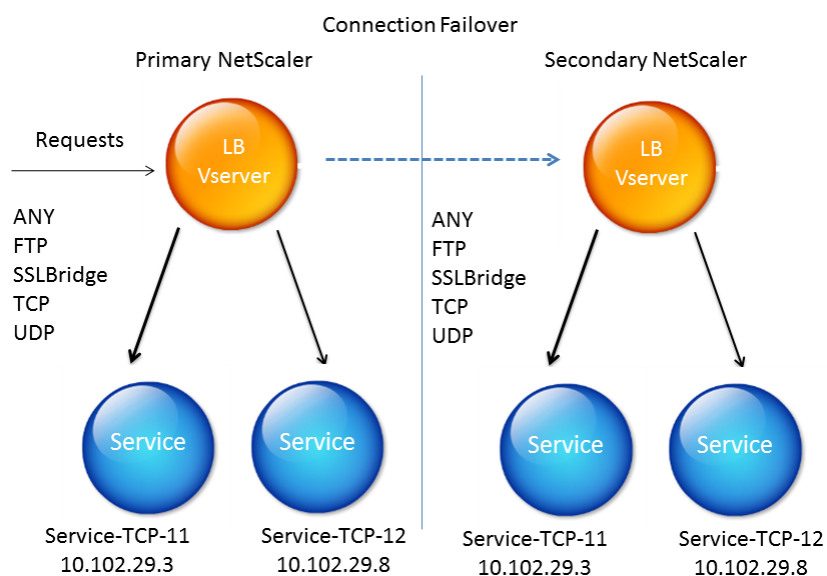 Connection Failover
Primary NetScaler
Secondary NetScaler
Requests
LB
Vserver
LB
Vserver
ANY
FTP
SSLBridge
TCP
UDP
ANY
FTP
SSLBridge
TCP
UDP
Service
Service
Service
Service
Service-TCP-11
10.102.29.3
Service-TCP-12
10.102.29.8
Service-TCP-11
10.102.29.3
Service-TCP-12
10.102.29.8